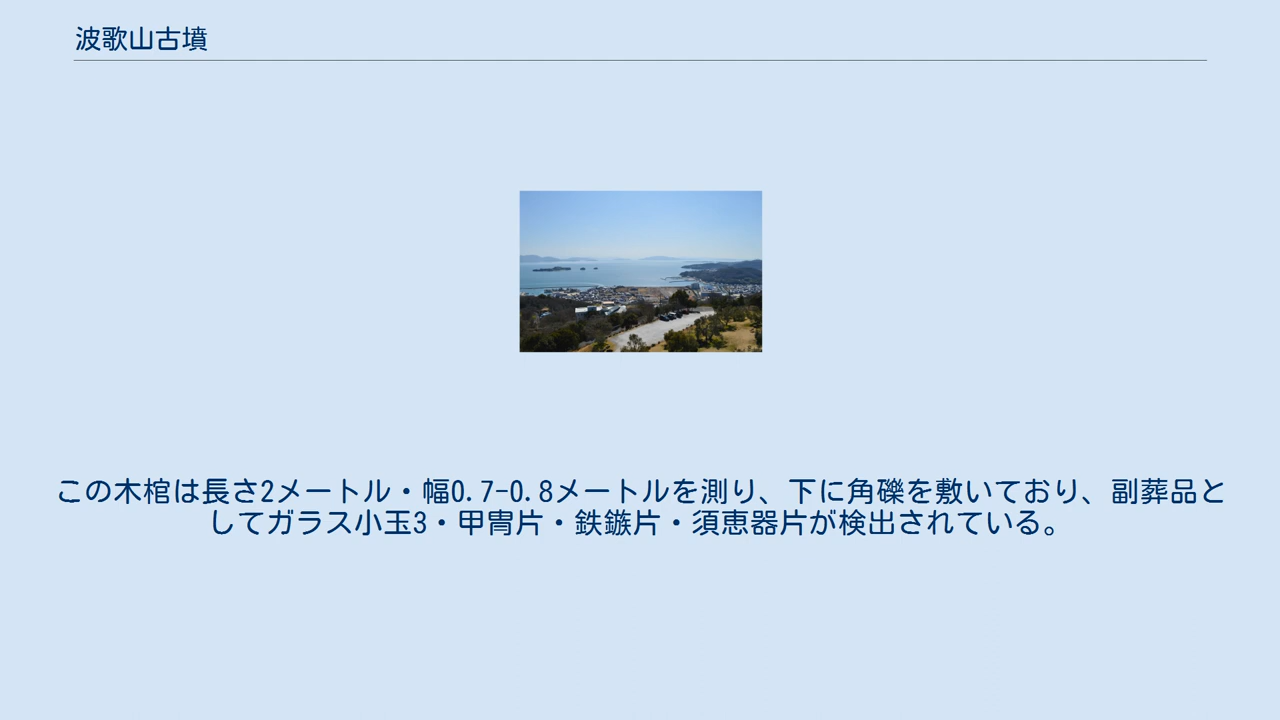 波歌山古墳
この木棺は長さ2メートル・幅0.7-0.8メートルを測り、下に角礫を敷いており、副葬品と
してガラス小玉3・甲冑片・鉄鏃片・須恵器片が検出されている。